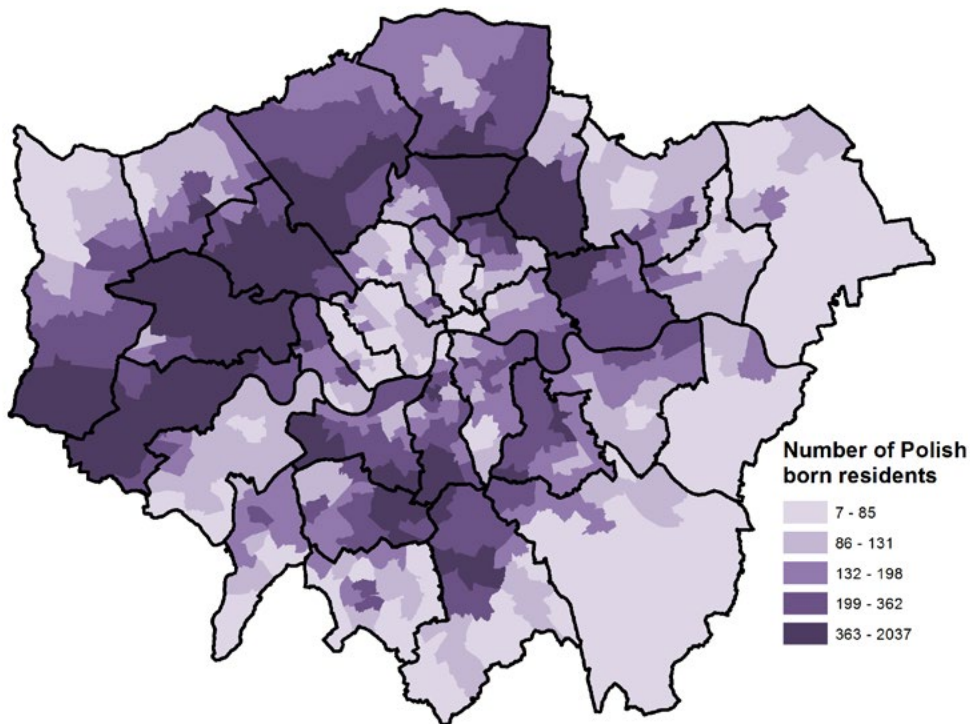 Number of Polish
born residents
7 - 85
86 - 131
132 - 198
199 - 362
363 - 2037